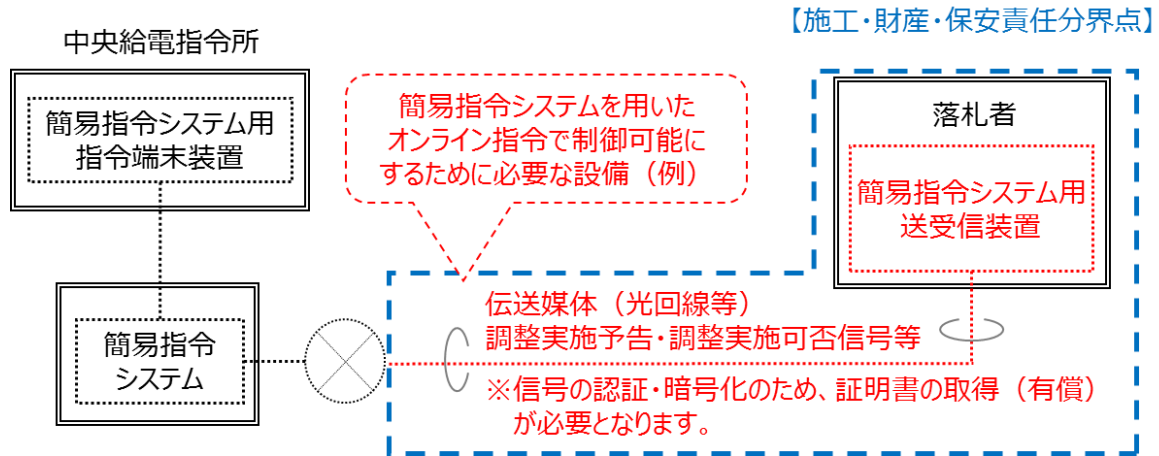 【施工・財産・保安責任分界点】
中央給電指令所
簡易指令システム用
指令端末装置
簡易指令システムを用いた
オンライン指令で制御可能に
するために必要な設備（例）
落札者
簡易指令システム用
送受信装置
簡易指令
システム
伝送媒体（光回線等）
調整実施予告・調整実施可否信号等
※信号の認証・暗号化のため、証明書の取得（有償）
が必要となります。